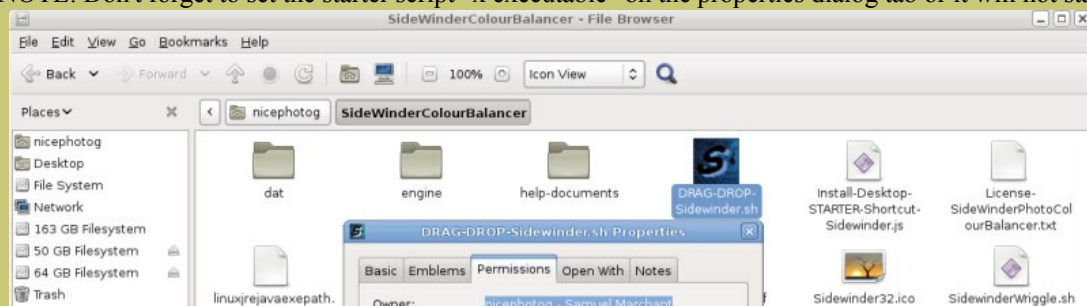 NOTE: Don't forget to set the starter script "executable" on the properties dialog tab or it will not
SideWinderColourBalancer - File Browser
File Edit View Go Bookmarks Help
Back Forward 100% Icon View
Places nicephotog SideWinderColourBalancer
nicephotog
Desktop
File System
Network
163 GB Filesystem
50 GB Filesystem
64 GB Filesystem
Trash
dat
engine
help-documents
DRAG-DROP-
Sidewinder.sh
Install-Desktop-
STARTER-Shortcut-
Sidewinder.js
License-
SideWinderPhotoCol
ourBalancer.txt
linuxjrejavaexepath.
DRAG-DROP-Sidewinder.sh Properties
Basic Emblems Permissions Open With Notes
Owner: nicephotog - Samuel Marchant
Sidewinder32.ico
SidewinderWriggle.sh